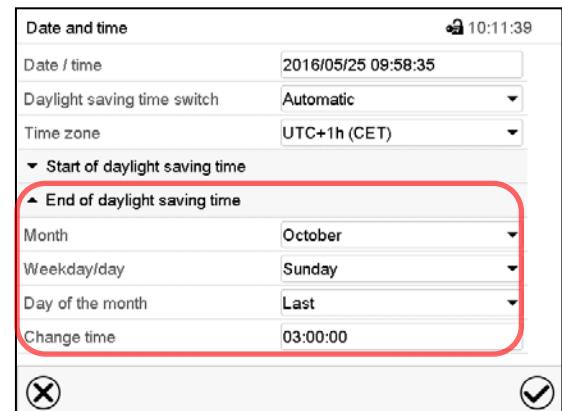 Date and time 10:11:39
Date / time 2016/05/25 09:58:35
Daylight saving time switch Automatic
Time zone UTC+1h (CET)
Start of daylight saving time
End of daylight saving time
Month October
Weekday/day Sunday
Day of the month Last
Change time 03:00:00